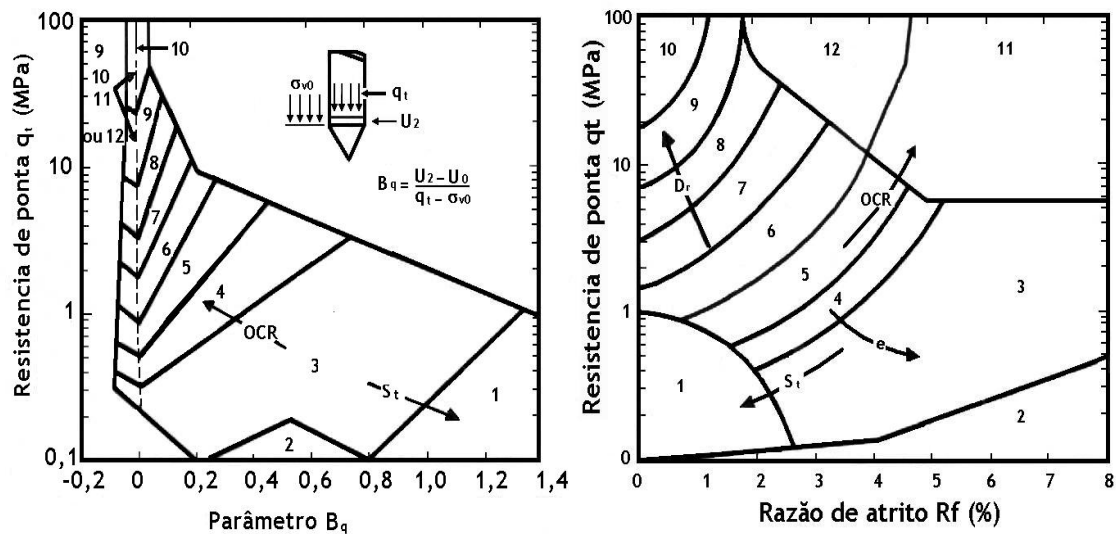 Resistencia de ponta qt (MPa)
100
10
1
0,1
-0,2 0 0,2 0,4 0,6 0,8 1,0 1,2 1,4
Parâmetro Bq
9
10
11
ou 12
10
9
8
7
6
5
4
3
2
1
OCR
St
σv0
qt
U2
Bq = U2 - U0
qt - σv0
Resistencia de ponta qt (MPa)
100
10
1
0
0 1 2 3 4 5 6 7 8
Razăo de atrito Rf (%)
10
12
11
9
8
7
6
5
4
3
1
2
Dr
OCR
e
St